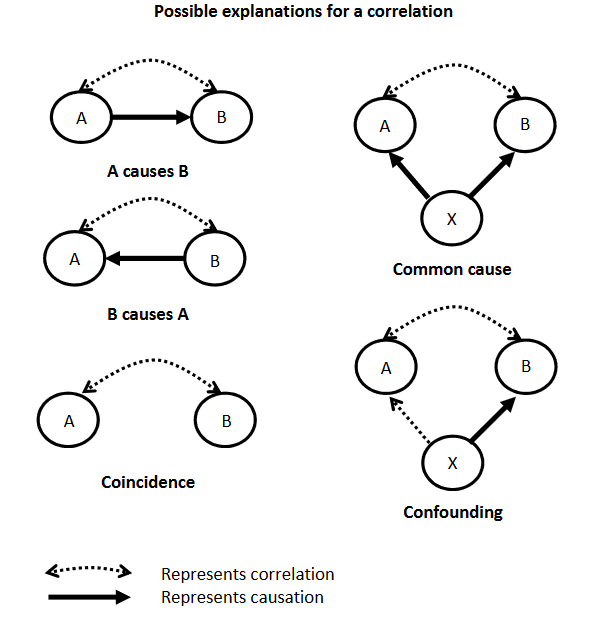 Possible explanations for a correlation
A
B
A causes B
A
B
B causes A
A
B
Coincidence
A
B
X
Common cause
A
B
X
Confounding
Represents correlation
Represents causation